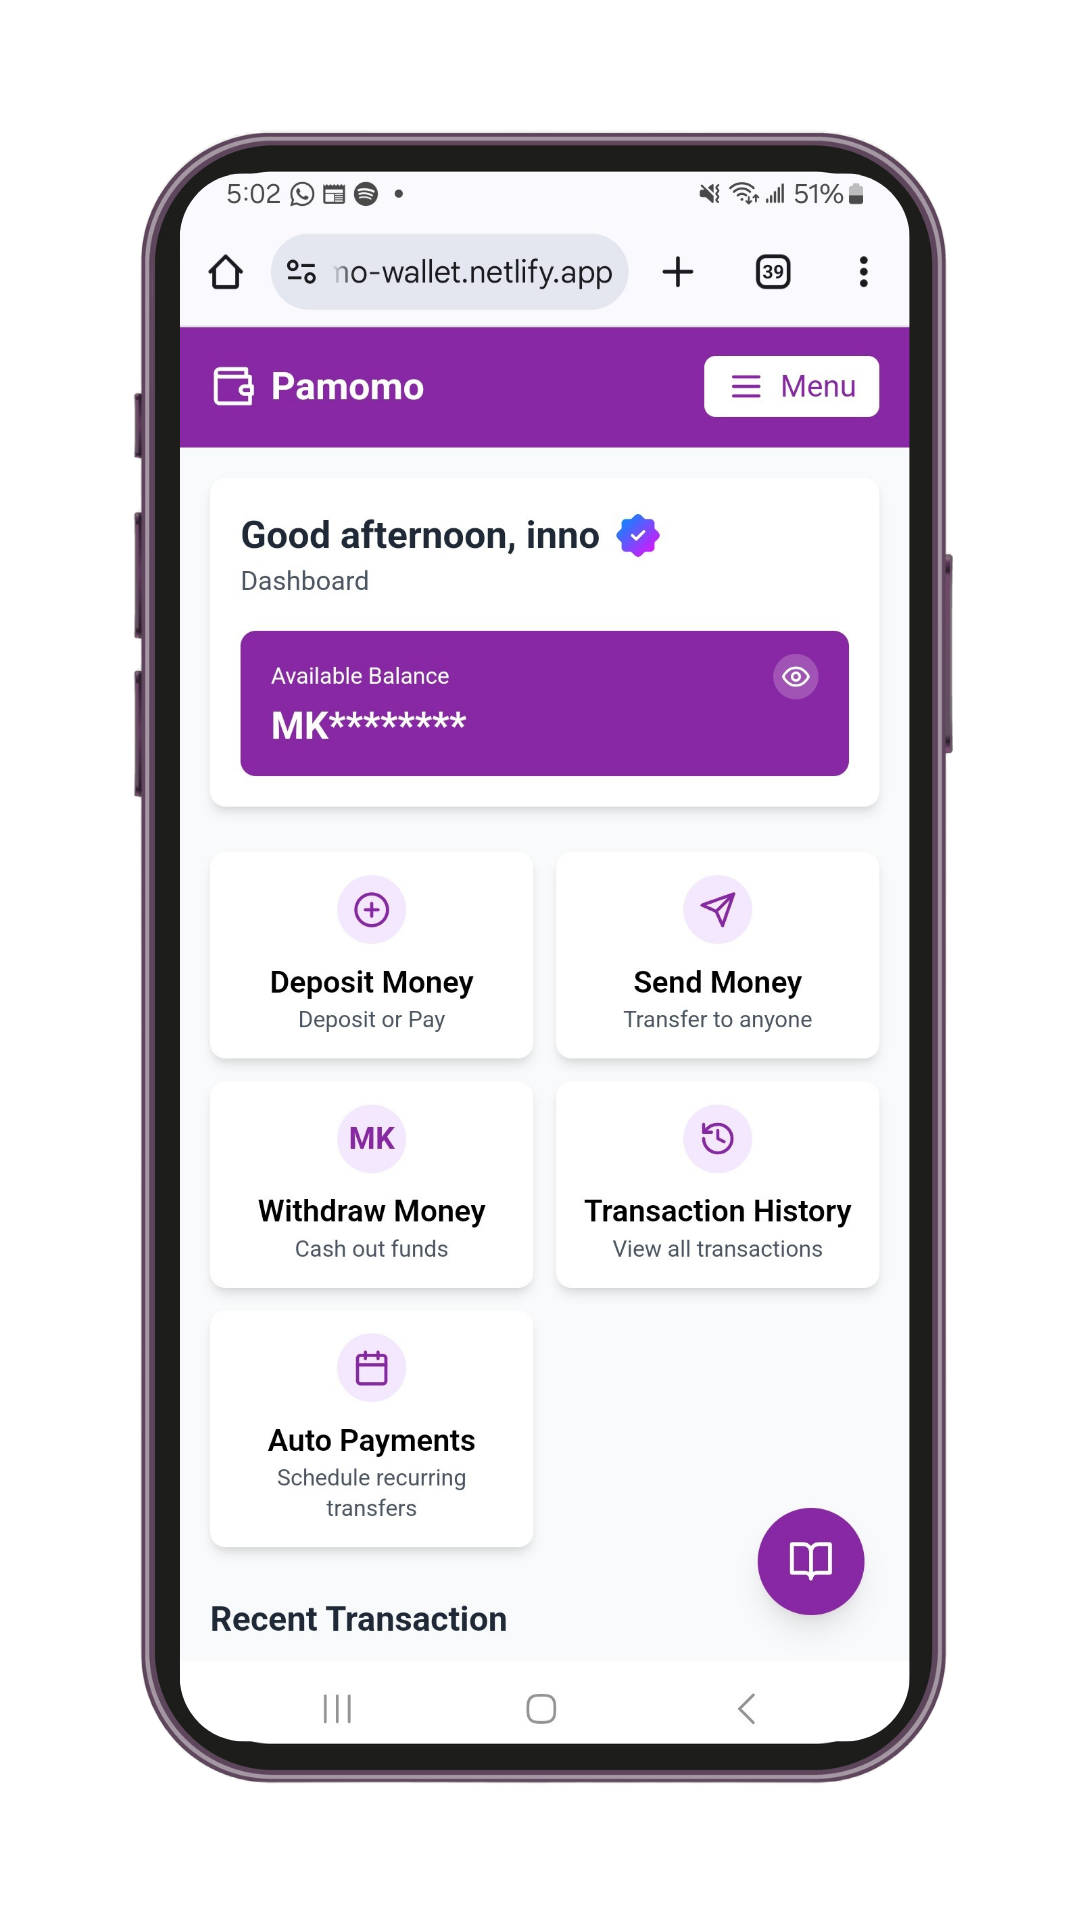 5:02 51%
no-wallet.netlify.app
39
Pamomo
Menu
Good afternoon, inno
Dashboard
Available Balance
MK********
Deposit Money
Deposit or Pay
Send Money
Transfer to anyone
MK
Withdraw Money
Cash out funds
Transaction History
View all transactions
Auto Payments
Schedule recurring
transfers
Recent Transaction